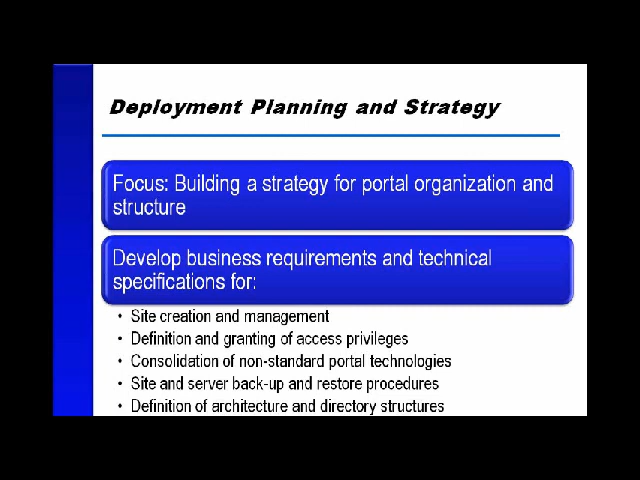 Deployment Planning and Strategy
Focus: Building a strategy for portal organization and
structure
Develop business requirements and technical
specifications for:
• Site creation and management
• Definition and granting of access privileges
• Consolidation of non-standard portal technologies
• Site and server back-up and restore procedures
• Definition of architecture and directory structures